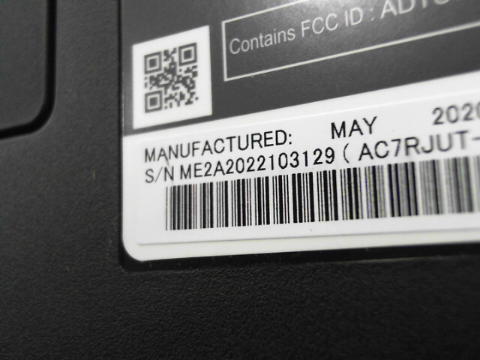 Contains FCC ID : ADT
MANUFACTURED: MAY 2020
S/N ME2A2022103129 ( AC7RJUT-